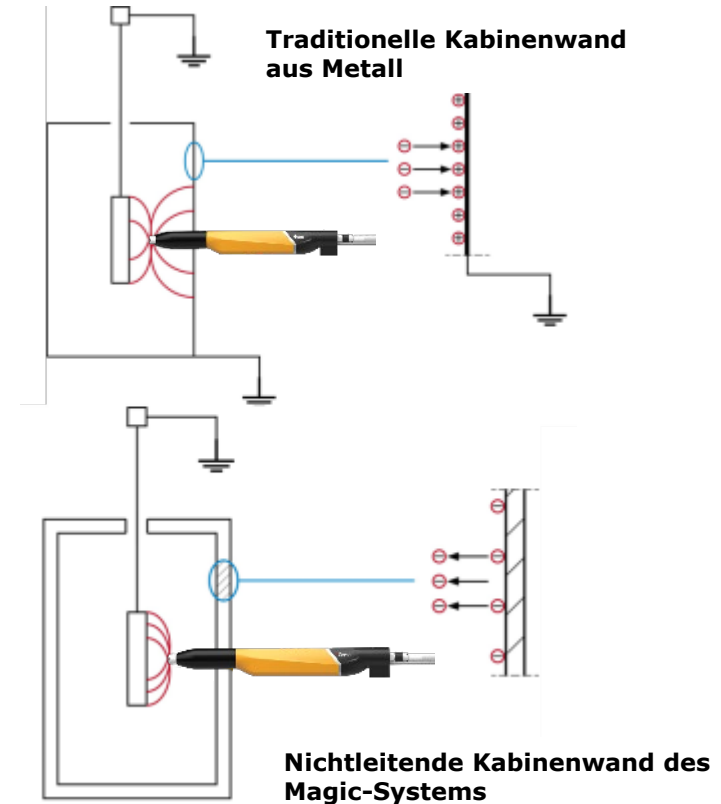 Traditionelle Kabinenwand
aus Metall
Nichtleitende Kabinenwand des
Magic-Systems